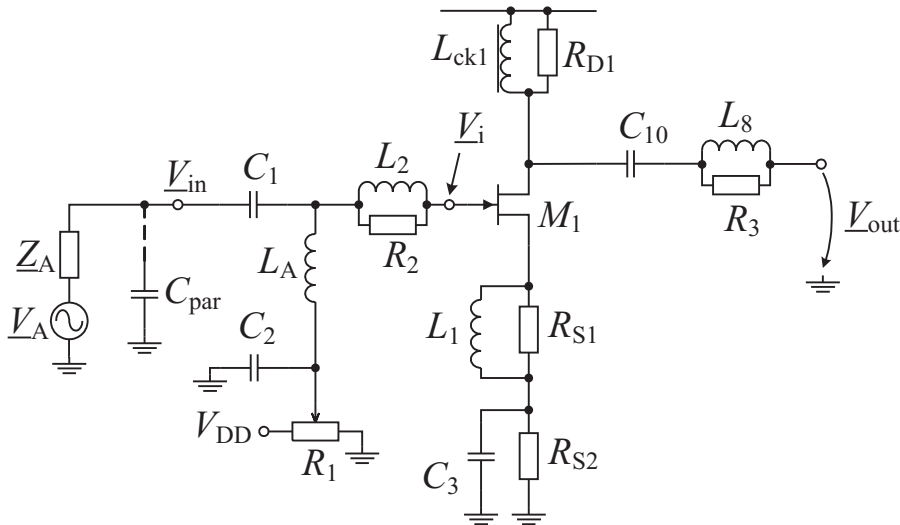 L_ck1
R_D1
C_10
L_8
R_3
V_out
V_i
L_2
R_2
M_1
C_1
V_in
Z_A
V_A
C_par
L_A
C_2
V_DD
R_1
L_1
R_S1
C_3
R_S2